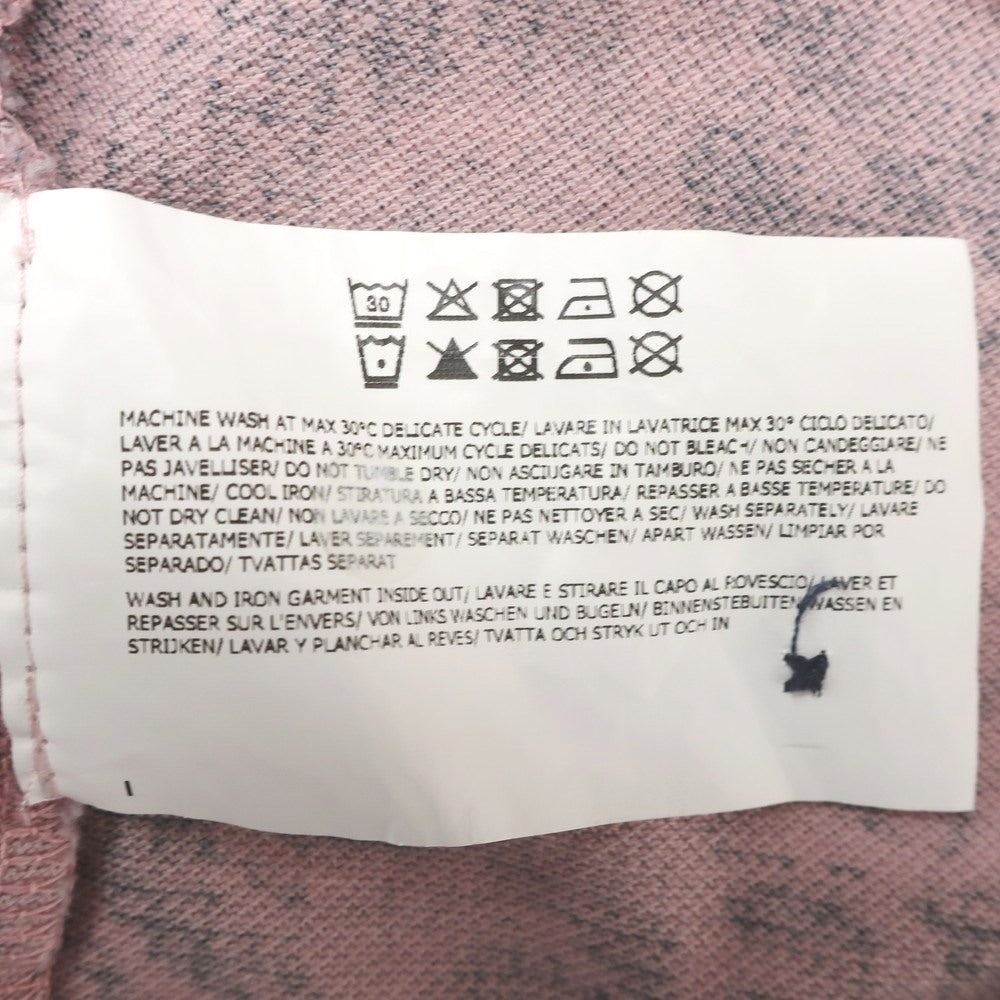 30
MACHINE WASH AT MAX 30°C DELICATE CYCLE/ LAVARE IN LAVATRICE MAX 30° CICLO DELICATO/
LAVER A LA MACHINE A 30°C MAXIMUM CYCLE DELICATS/ DO NOT BLEACH/ NON CANDEGGIARE/ NE
PAS JAVELLISER/ DO NOT TUMBLE DRY/ NON ASCIUGARE IN TAMBURO/ NE PAS SECHER A LA
MACHINE/ COOL IRON/ STIRATURA A BASSA TEMPERATURA/ REPASSER A BASSE TEMPERATURE/ DO
NOT DRY CLEAN/ NON LAVARE A SECCO/ NE PAS NETTOYER A SEC/ WASH SEPARATELY/ LAVARE
SEPARATAMENTE/ LAVER SEPAREMENT/ SEPARAT WASCHEN/ APART WASSEN/ LIMPIAR POR
SEPARADO/ TVATTAS SEPARAT
WASH AND IRON GARMENT INSIDE OUT/ LAVARE E STIRARE IL CAPO AL ROVESCIO/ LAVER ET
REPASSER SUR L'ENVERS/ VON LINKS WASCHEN UND BUGELN/ BINNENSTEBUITEN WASSEN EN
STRIJKEN/ LAVAR Y PLANCHAR AL REVES/ TVATTA OCH STRYK UT OCH IN
I